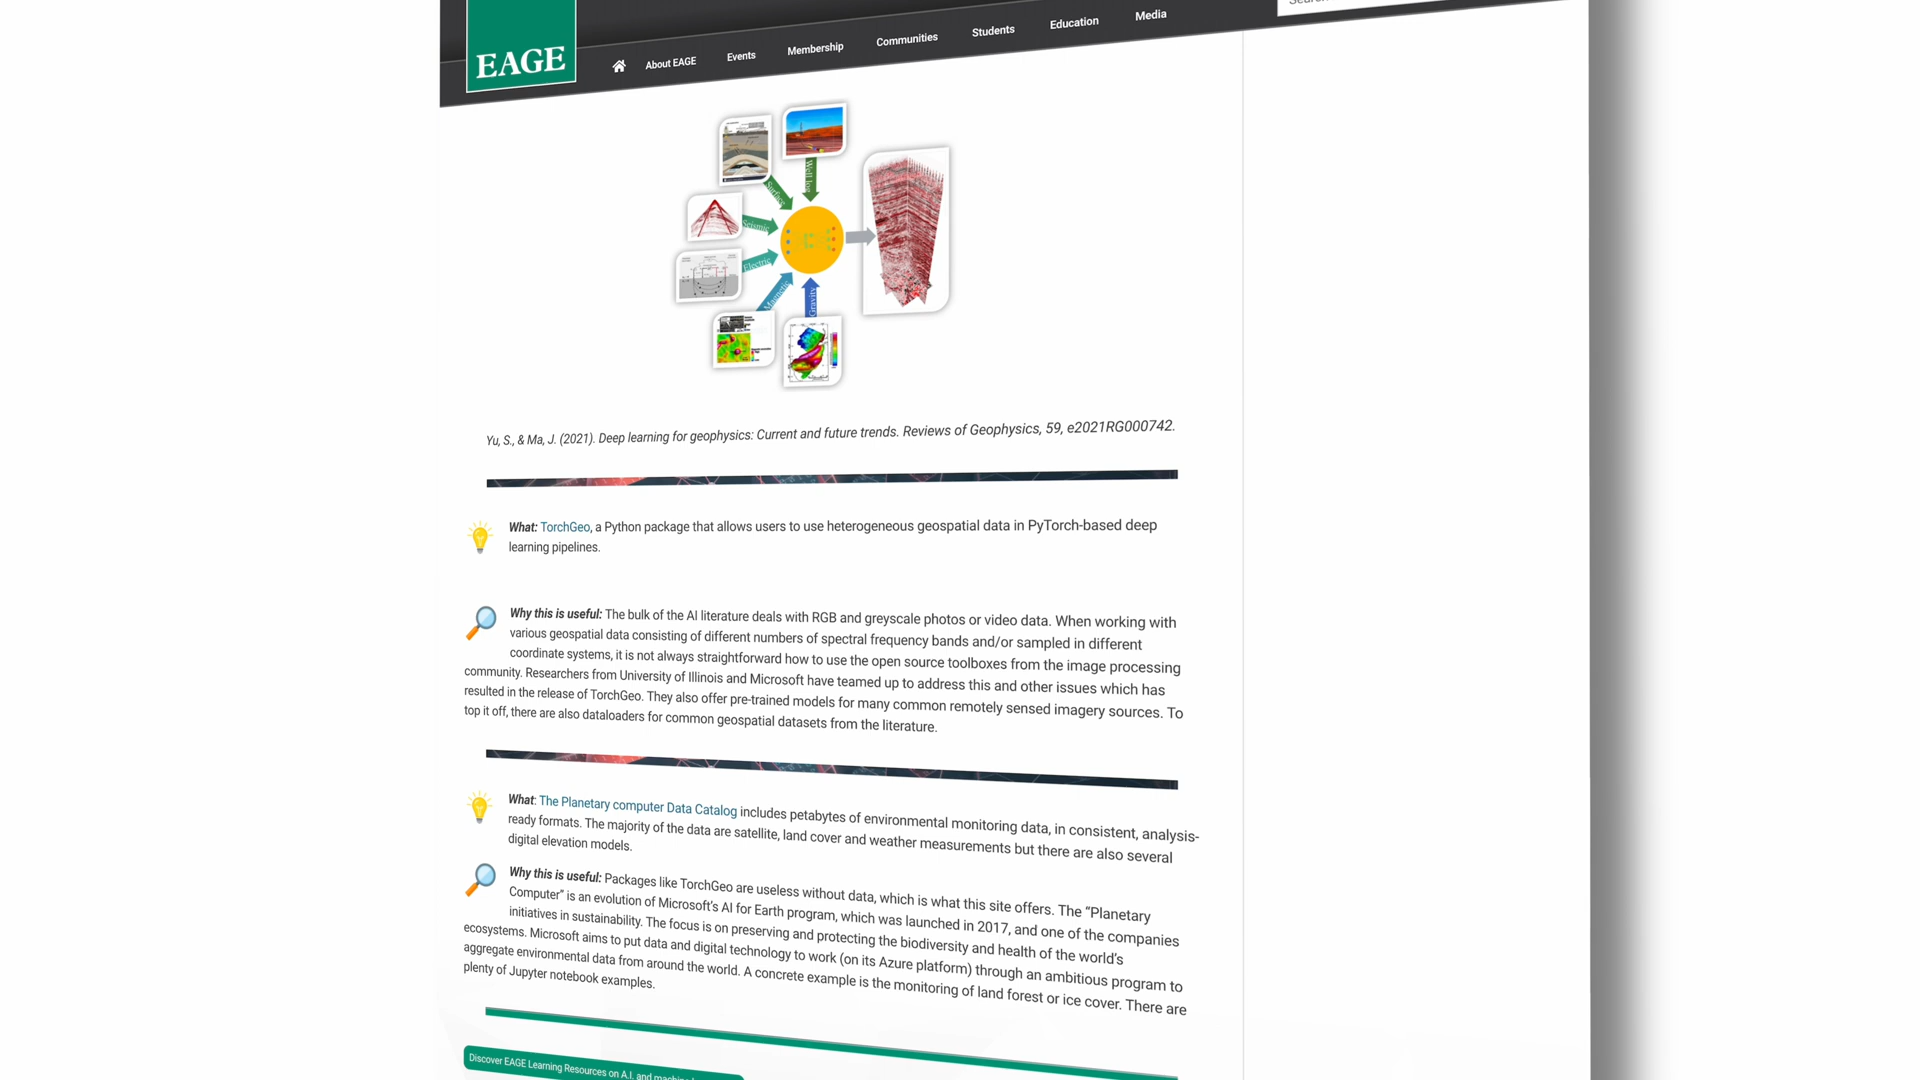 EAGE
About EAGE
Events
Membership
Communities
Students
Education
Media
Surface
Well log
Seismic
Electric
Magnetic
Gravity
Yu, S., & Ma, J. (2021). Deep learning for geophysics: Current and future trends. Reviews of Geophysics, 59, e2021RG000742.
What: TorchGeo, a Python package that allows users to use heterogeneous geospatial data in PyTorch-based deep
learning pipelines.
Why this is useful: The bulk of the AI literature deals with RGB and greyscale photos or video data. When working with
various geospatial data consisting of different numbers of spectral frequency bands and/or sampled in different
coordinate systems, it is not always straightforward how to use the open source toolboxes from the image processing
community. Researchers from University of Illinois and Microsoft have teamed up to address this and other issues which has
resulted in the release of TorchGeo. They also offer pre-trained models for many common remotely sensed imagery sources. To
top it off, there are also dataloaders for common geospatial datasets from the literature.
What: The Planetary computer Data Catalog includes petabytes of environmental monitoring data, in consistent, analysis-
ready formats. The majority of the data are satellite, land cover and weather measurements but there are also several
digital elevation models.
Why this is useful: Packages like TorchGeo are useless without data, which is what this site offers. The “Planetary
Computer” is an evolution of Microsoft’s AI for Earth program, which was launched in 2017, and one of the companies
initiatives in sustainability. The focus is on preserving and protecting the biodiversity and health of the world’s
ecosystems. Microsoft aims to put data and digital technology to work (on its Azure platform) through an ambitious program to
aggregate environmental data from around the world. A concrete example is the monitoring of land forest or ice cover. There are
plenty of Jupyter notebook examples.
Discover EAGE Learning Resources on A.I. and